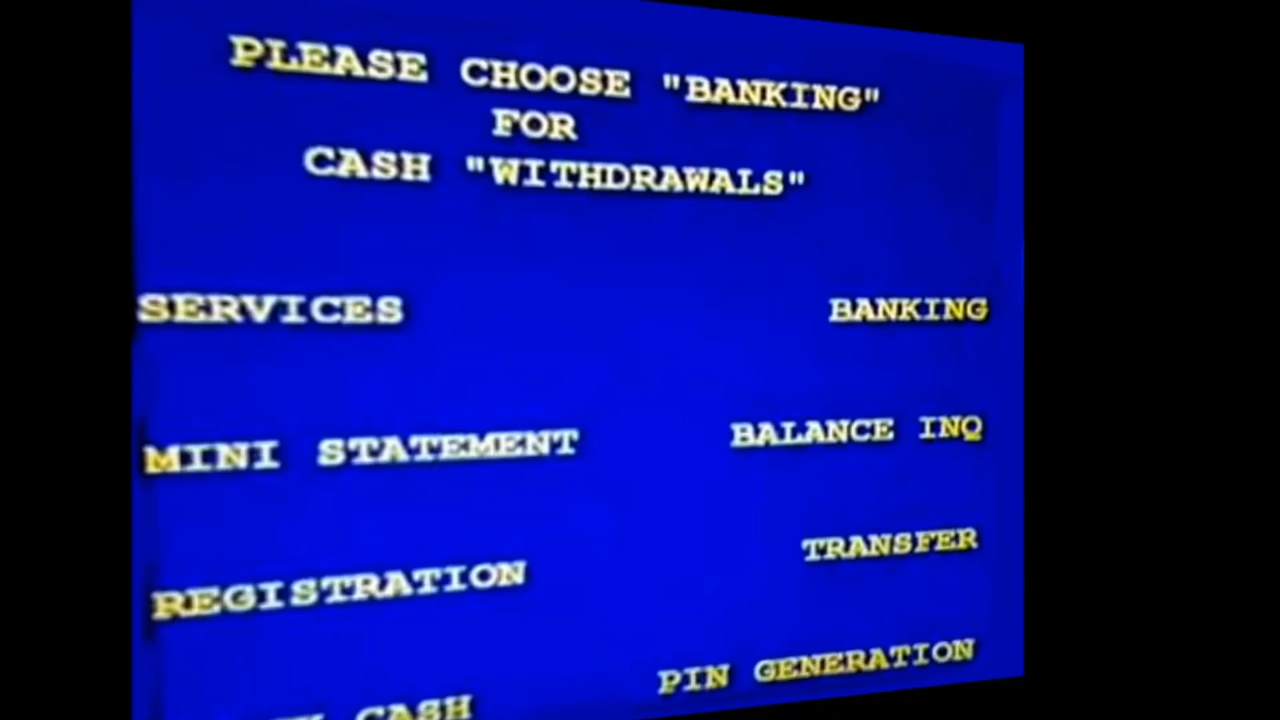 PLEASE CHOOSE "BANKING"
FOR
CASH "WITHDRAWALS"
SERVICES
BANKING
MINI STATEMENT
BALANCE INQ
REGISTRATION
TRANSFER
CASH
PIN GENERATION